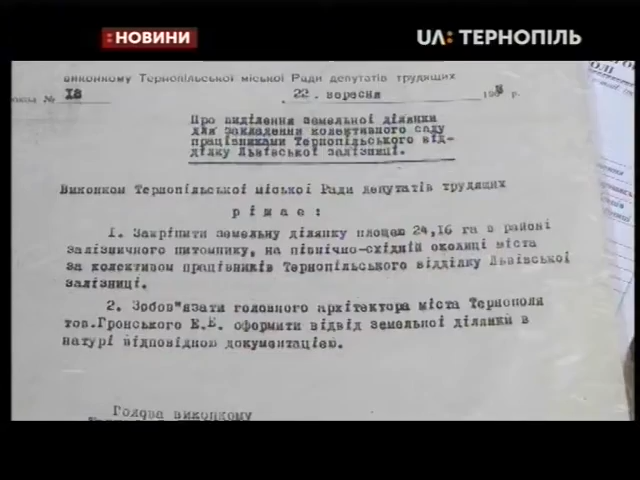 :НОВИНИ
UA: ТЕРНОПІЛЬ
виконкому Тернопільської міської Ради депутатів трудящих
№ 18 22. вересня 196 р.
Про виділення земельної ділянки
для закладення колективного саду
працівниками Тернопільського від-
ділку Львівської залізниці.
Виконком Тернопільської міської Ради депутатів трудящих
р і ш а є :
1. Закріпити земельну ділянку площею 24,16 га в районі
залізничного питомнику, на північно-східній околиці міста
за колективом працівників Тернопільського відділку Львівської
залізниці.
2. Зобов"язати головного архітектора міста Тернополя
тов.Гронського Е.Е. оформити відвід земельної ділянки в
натурі відповідною документацією.
Голова виконкому